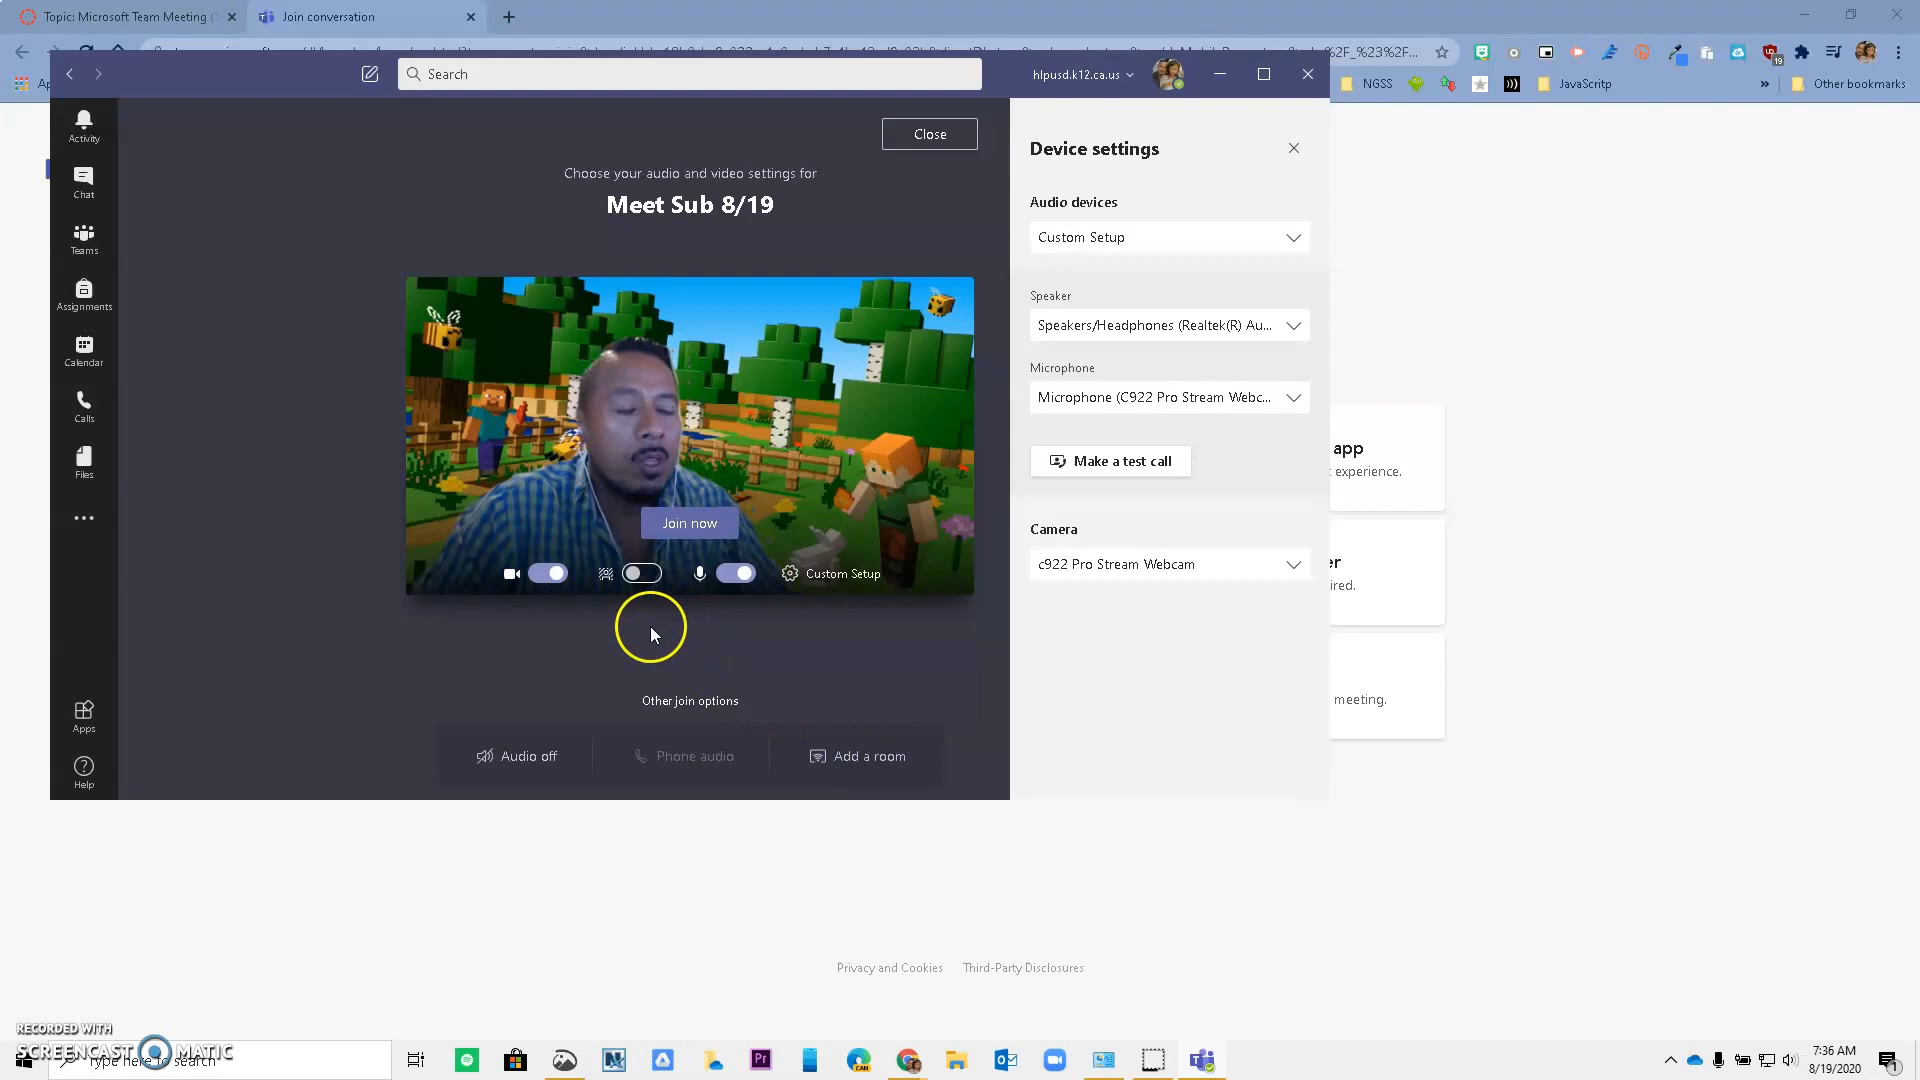 Topic: Microsoft Team Meeting (
Join conversation
Other bookmarks
NGSS
JavaScritp
Search
hlpusd.k12.ca.us
Activity
Chat
Teams
Assignments
Calendar
Calls
Files
Apps
Help
Close
Choose your audio and video settings for
Meet Sub 8/19
Join now
Custom Setup
Other join options
Audio off
Phone audio
Add a room
Device settings
Audio devices
Custom Setup
Speaker
Speakers/Headphones (Realtek(R) Au...
Microphone
Microphone (C922 Pro Stream Webc...
Make a test call
Camera
c922 Pro Stream Webcam
app
experience.
er
ired.
meeting.
Privacy and Cookies
Third-Party Disclosures
RECORDED WITH
SCREENCAST MATIC
Type here to search
19
CAN
Pr
7:36 AM
8/19/2020
1